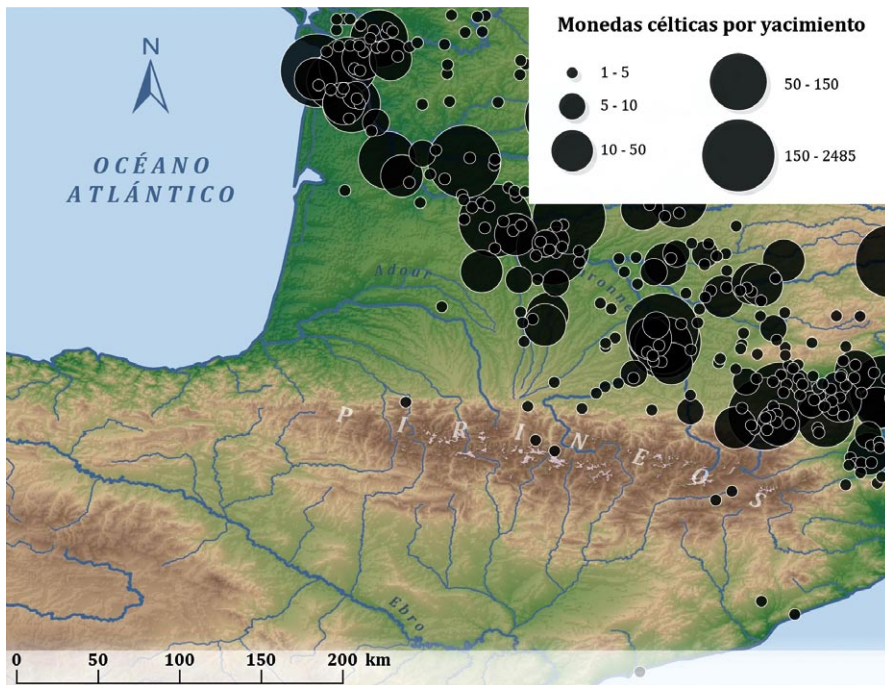 Monedas célticas por yacimiento
1 - 5
5 - 10
10 - 50
50 - 150
150 - 2485
N
OCÉANO
ATLÁNTICO
Adour
ronne
PIRINEOS
Ebro
0 50 100 150 200 km